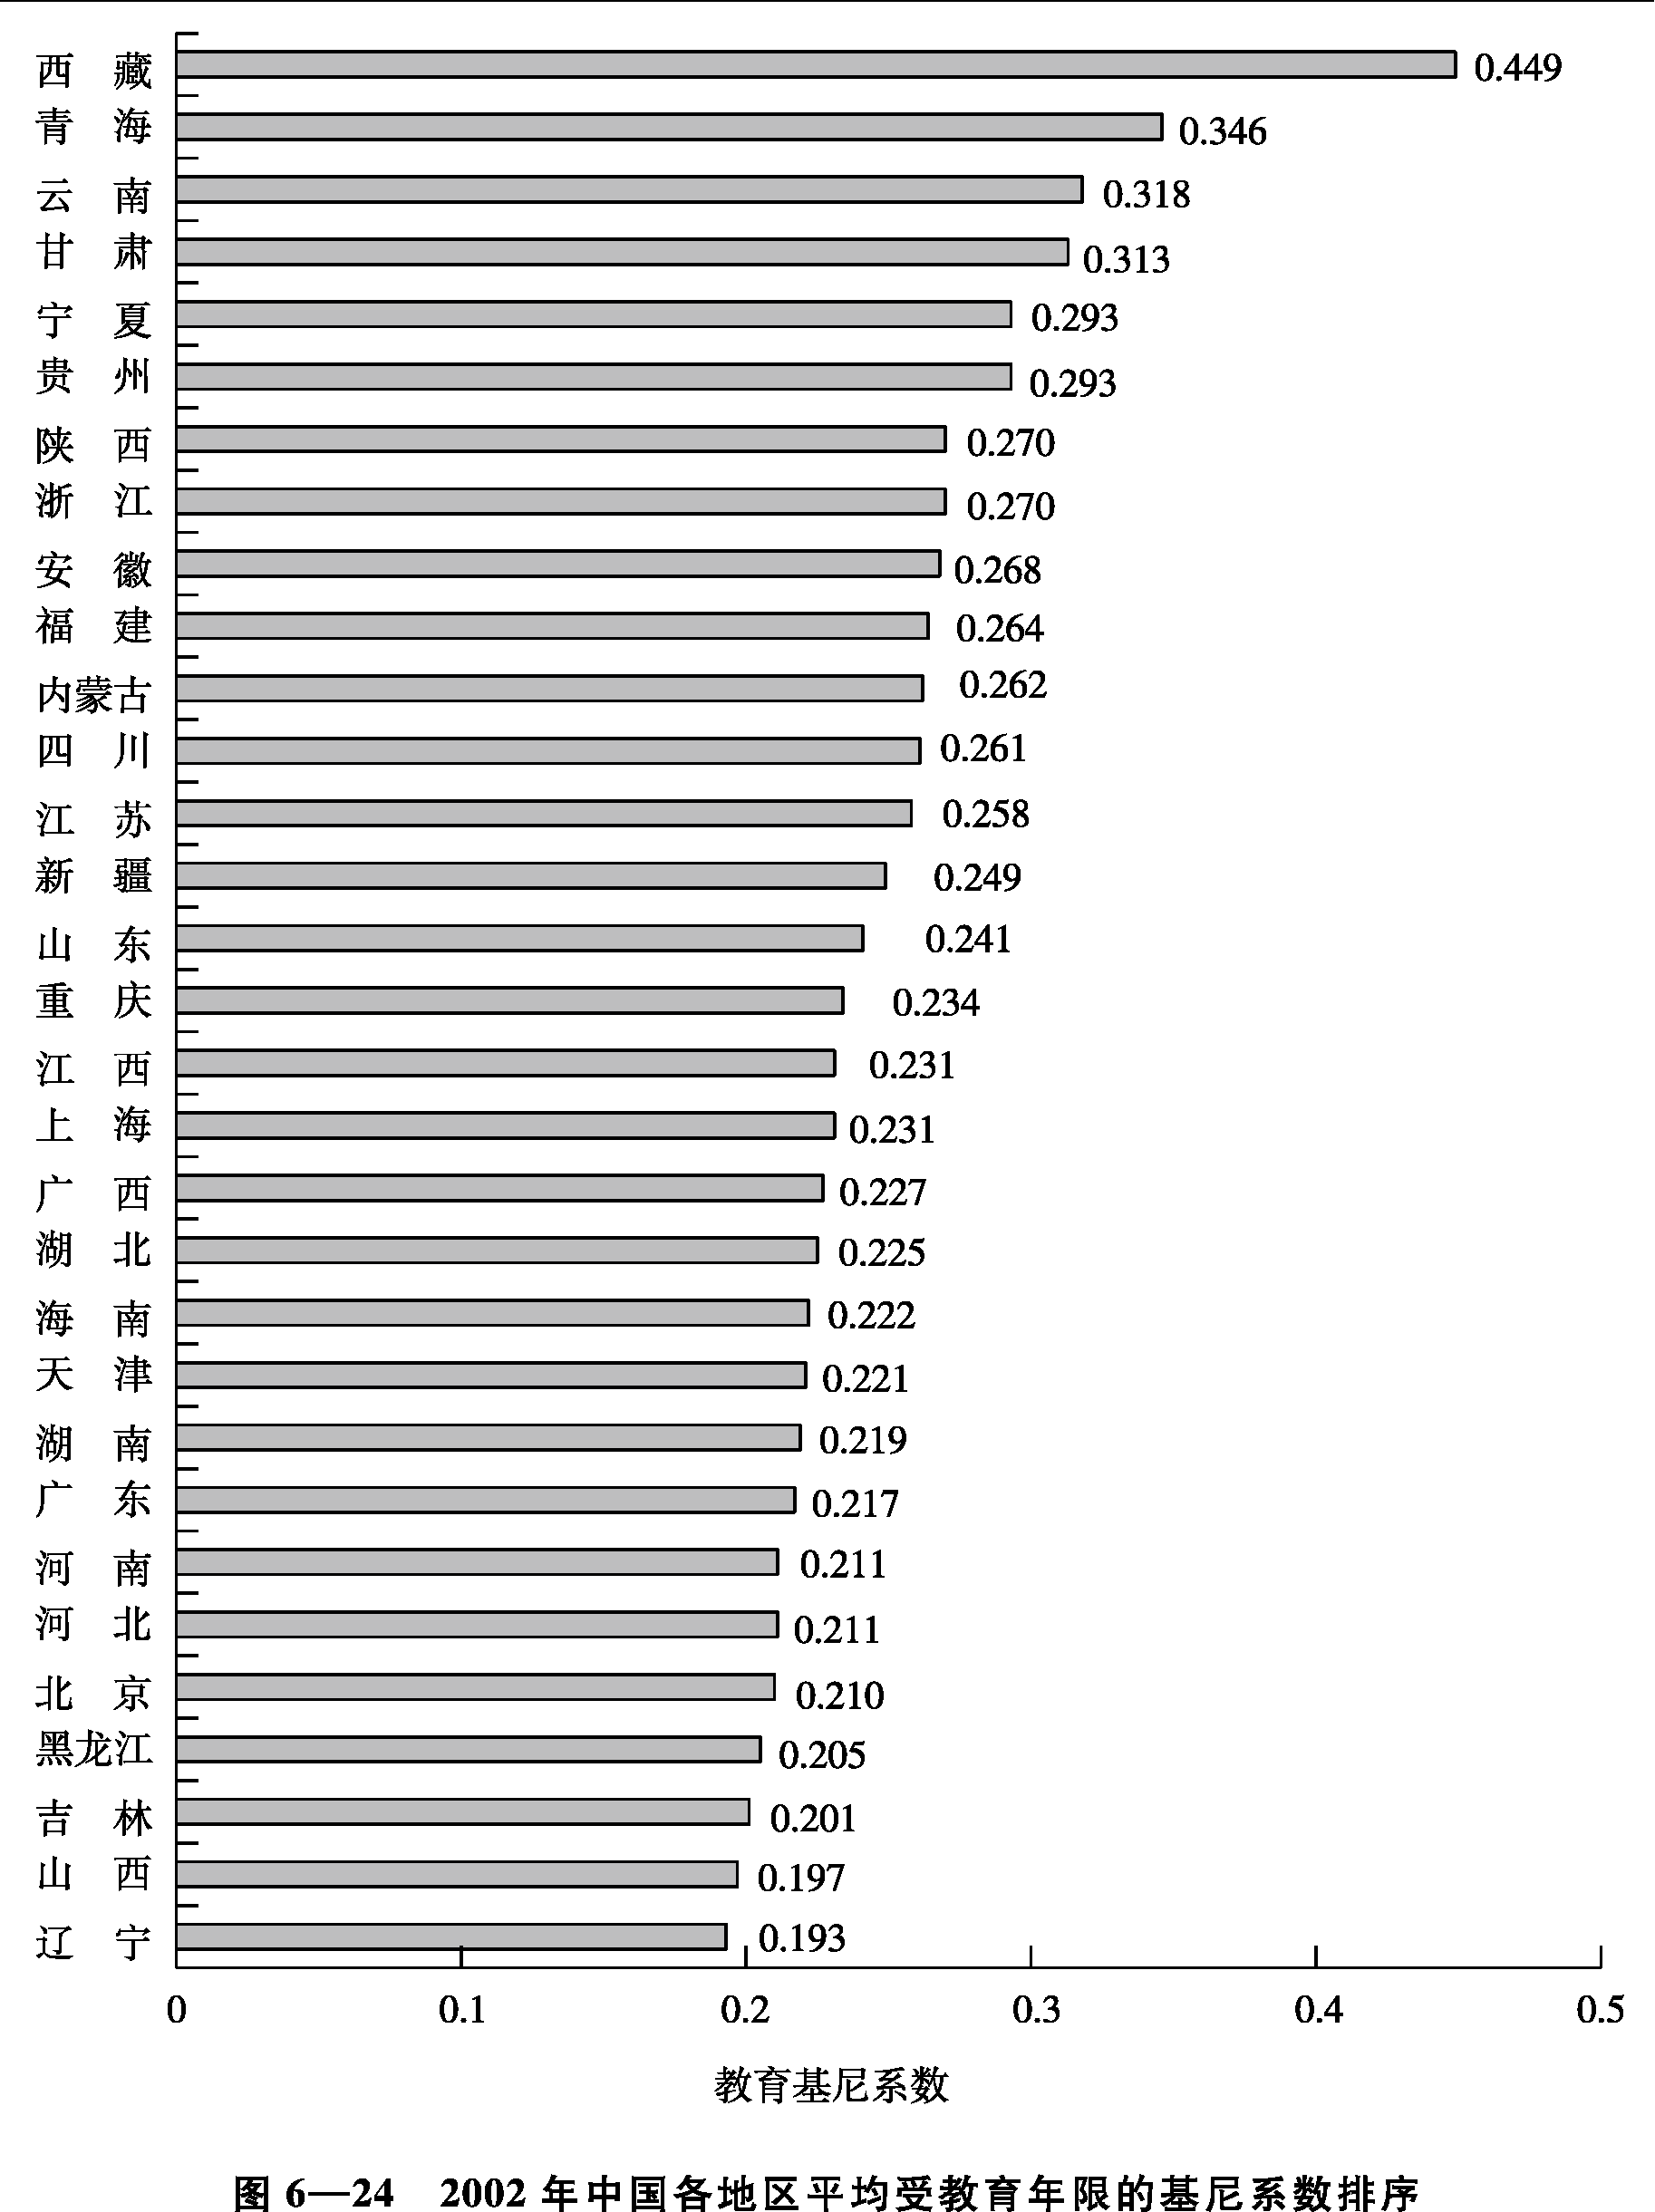 西 藏 0.449
青 海 0.346
云 南 0.318
甘 肃 0.313
宁 夏 0.293
贵 州 0.293
陕 西 0.270
浙 江 0.270
安 徽 0.268
福 建 0.264
内蒙古 0.262
四 川 0.261
江 苏 0.258
新 疆 0.249
山 东 0.241
重 庆 0.234
江 西 0.231
上 海 0.231
广 西 0.227
湖 北 0.225
海 南 0.222
天 津 0.221
湖 南 0.219
广 东 0.217
河 南 0.211
河 北 0.211
北 京 0.210
黑龙江 0.205
吉 林 0.201
山 西 0.197
辽 宁 0.193
0 0.1 0.2 0.3 0.4 0.5
教育基尼系数
图 6—24 2002 年中国各地区平均受教育年限的基尼系数排序